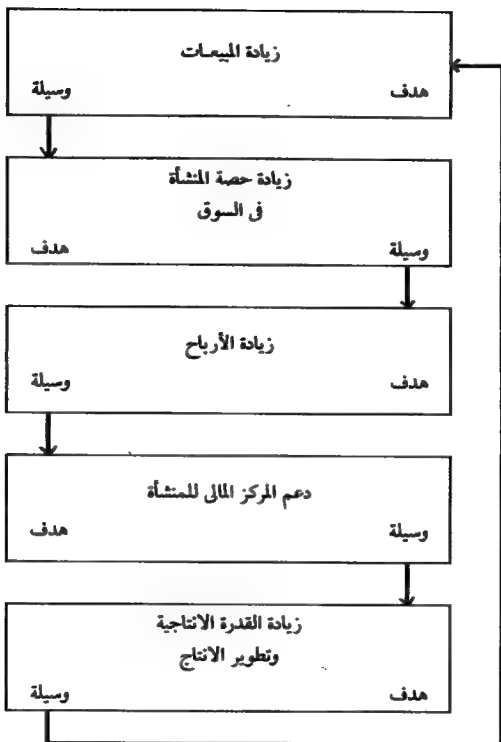 زيادة المبيعـات
هدف وسيلة
زيادة حصة المنشأة
فى السوق
وسيلة هدف
زيادة الأرباح
هدف وسيلة
دعم المركز المالى للمنشأة
وسيلة هدف
زيادة القدرة الانتاجية
وتطوير الانتاج
هدف وسيلة